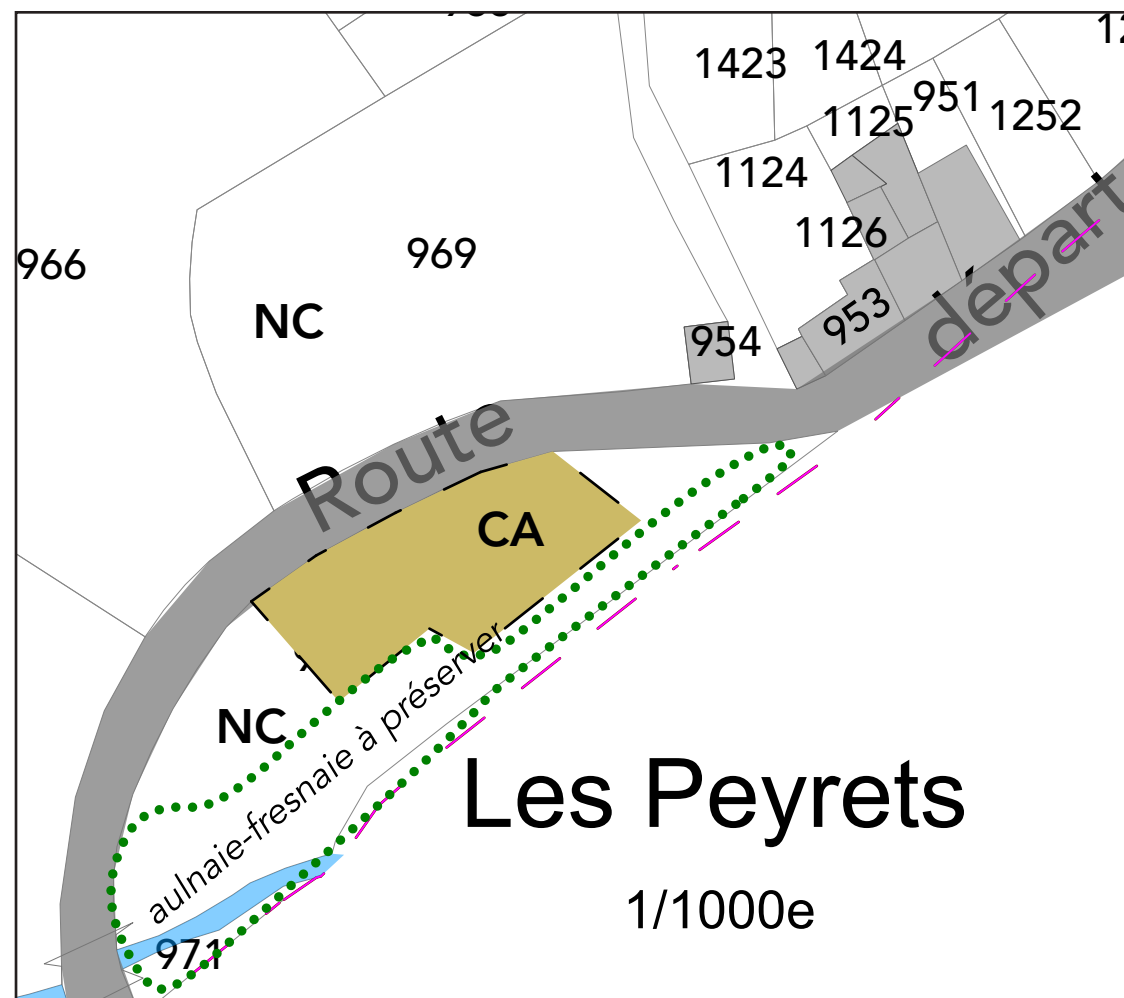 1423
1424
951
1125
1252
1124
1126
966
969
NC
954
953
départ
Route
CA
NC
aulnaie-fresnaie à préserver
971
Les Peyrets
1/1000e